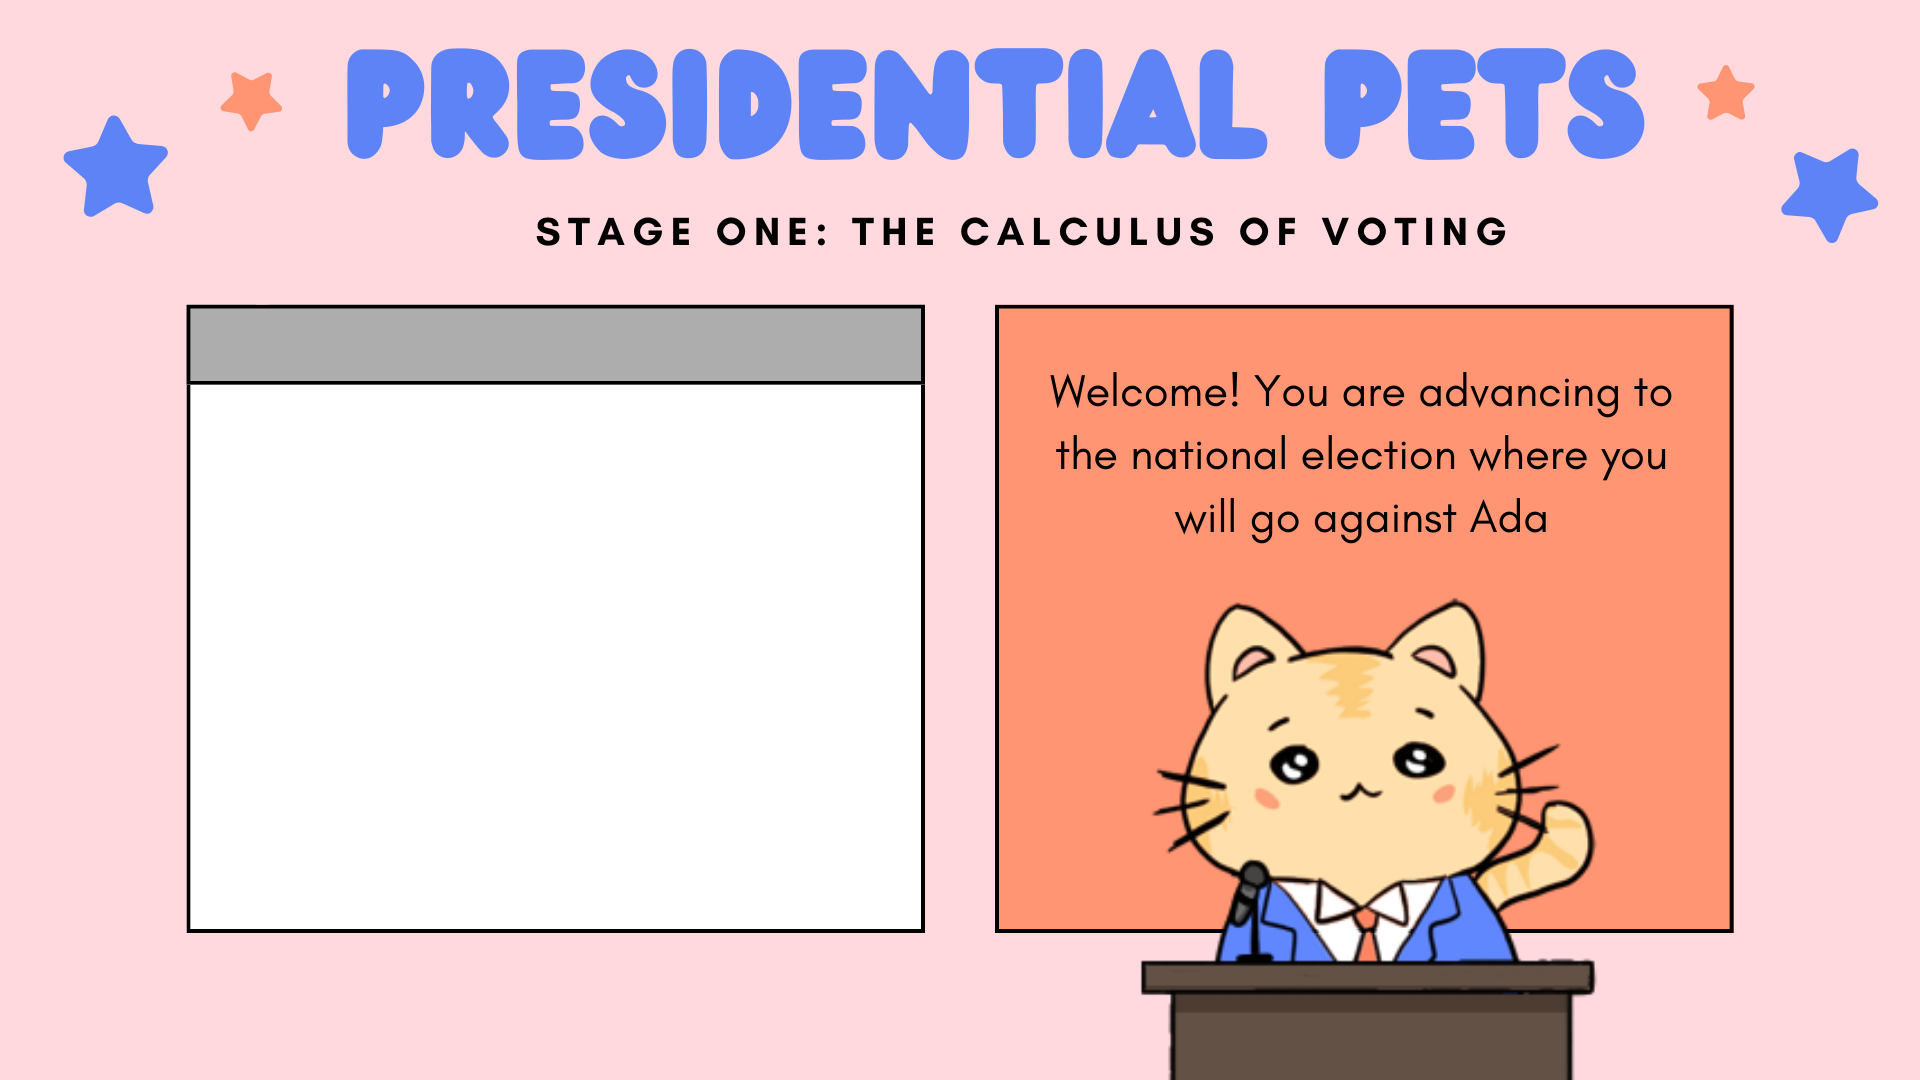 PRESIDENTIAL PETS
STAGE ONE: THE CALCULUS OF VOTING
Welcome! You are advancing to
the national election where you
will go against Ada